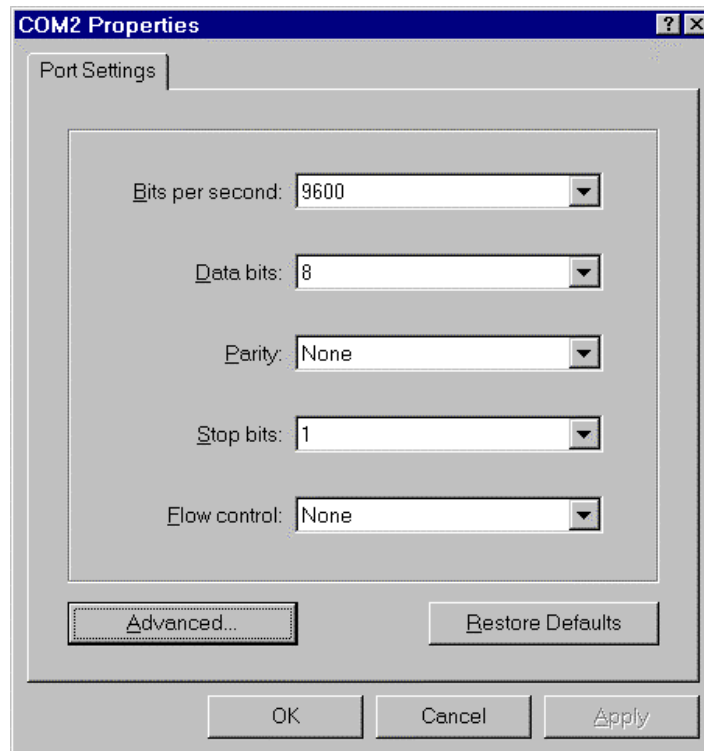 COM2 Properties
Port Settings
Bits per second: 9600
Data bits: 8
Parity: None
Stop bits: 1
Flow control: None
Advanced... Restore Defaults
OK Cancel Apply